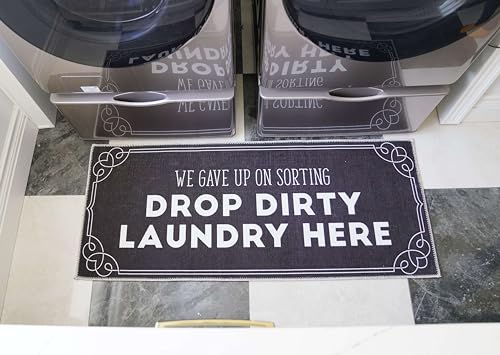 WE GAVE UP ON SORTING
DROP DIRTY
LAUNDRY HERE